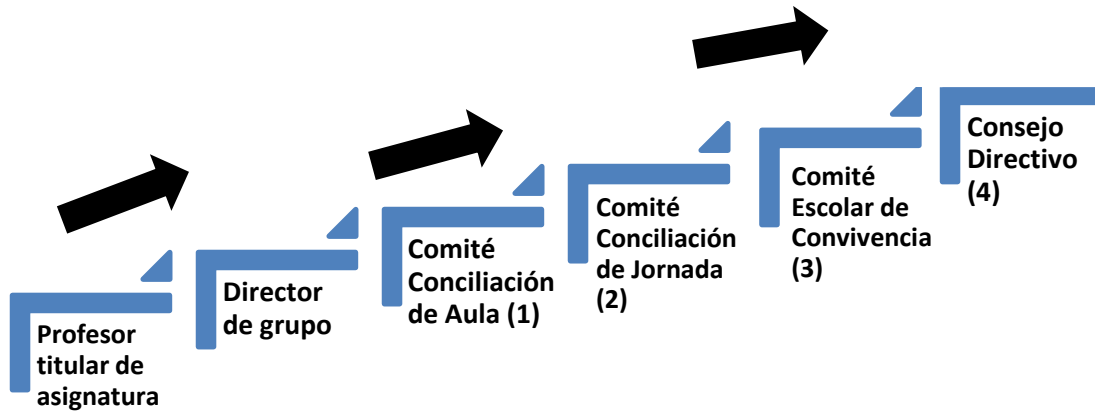 Profesor
titular de
asignatura
Director
de grupo
Comité
Conciliación
de Aula (1)
Comité
Conciliación
de Jornada
(2)
Comité
Escolar de
Convivencia
(3)
Consejo
Directivo
(4)